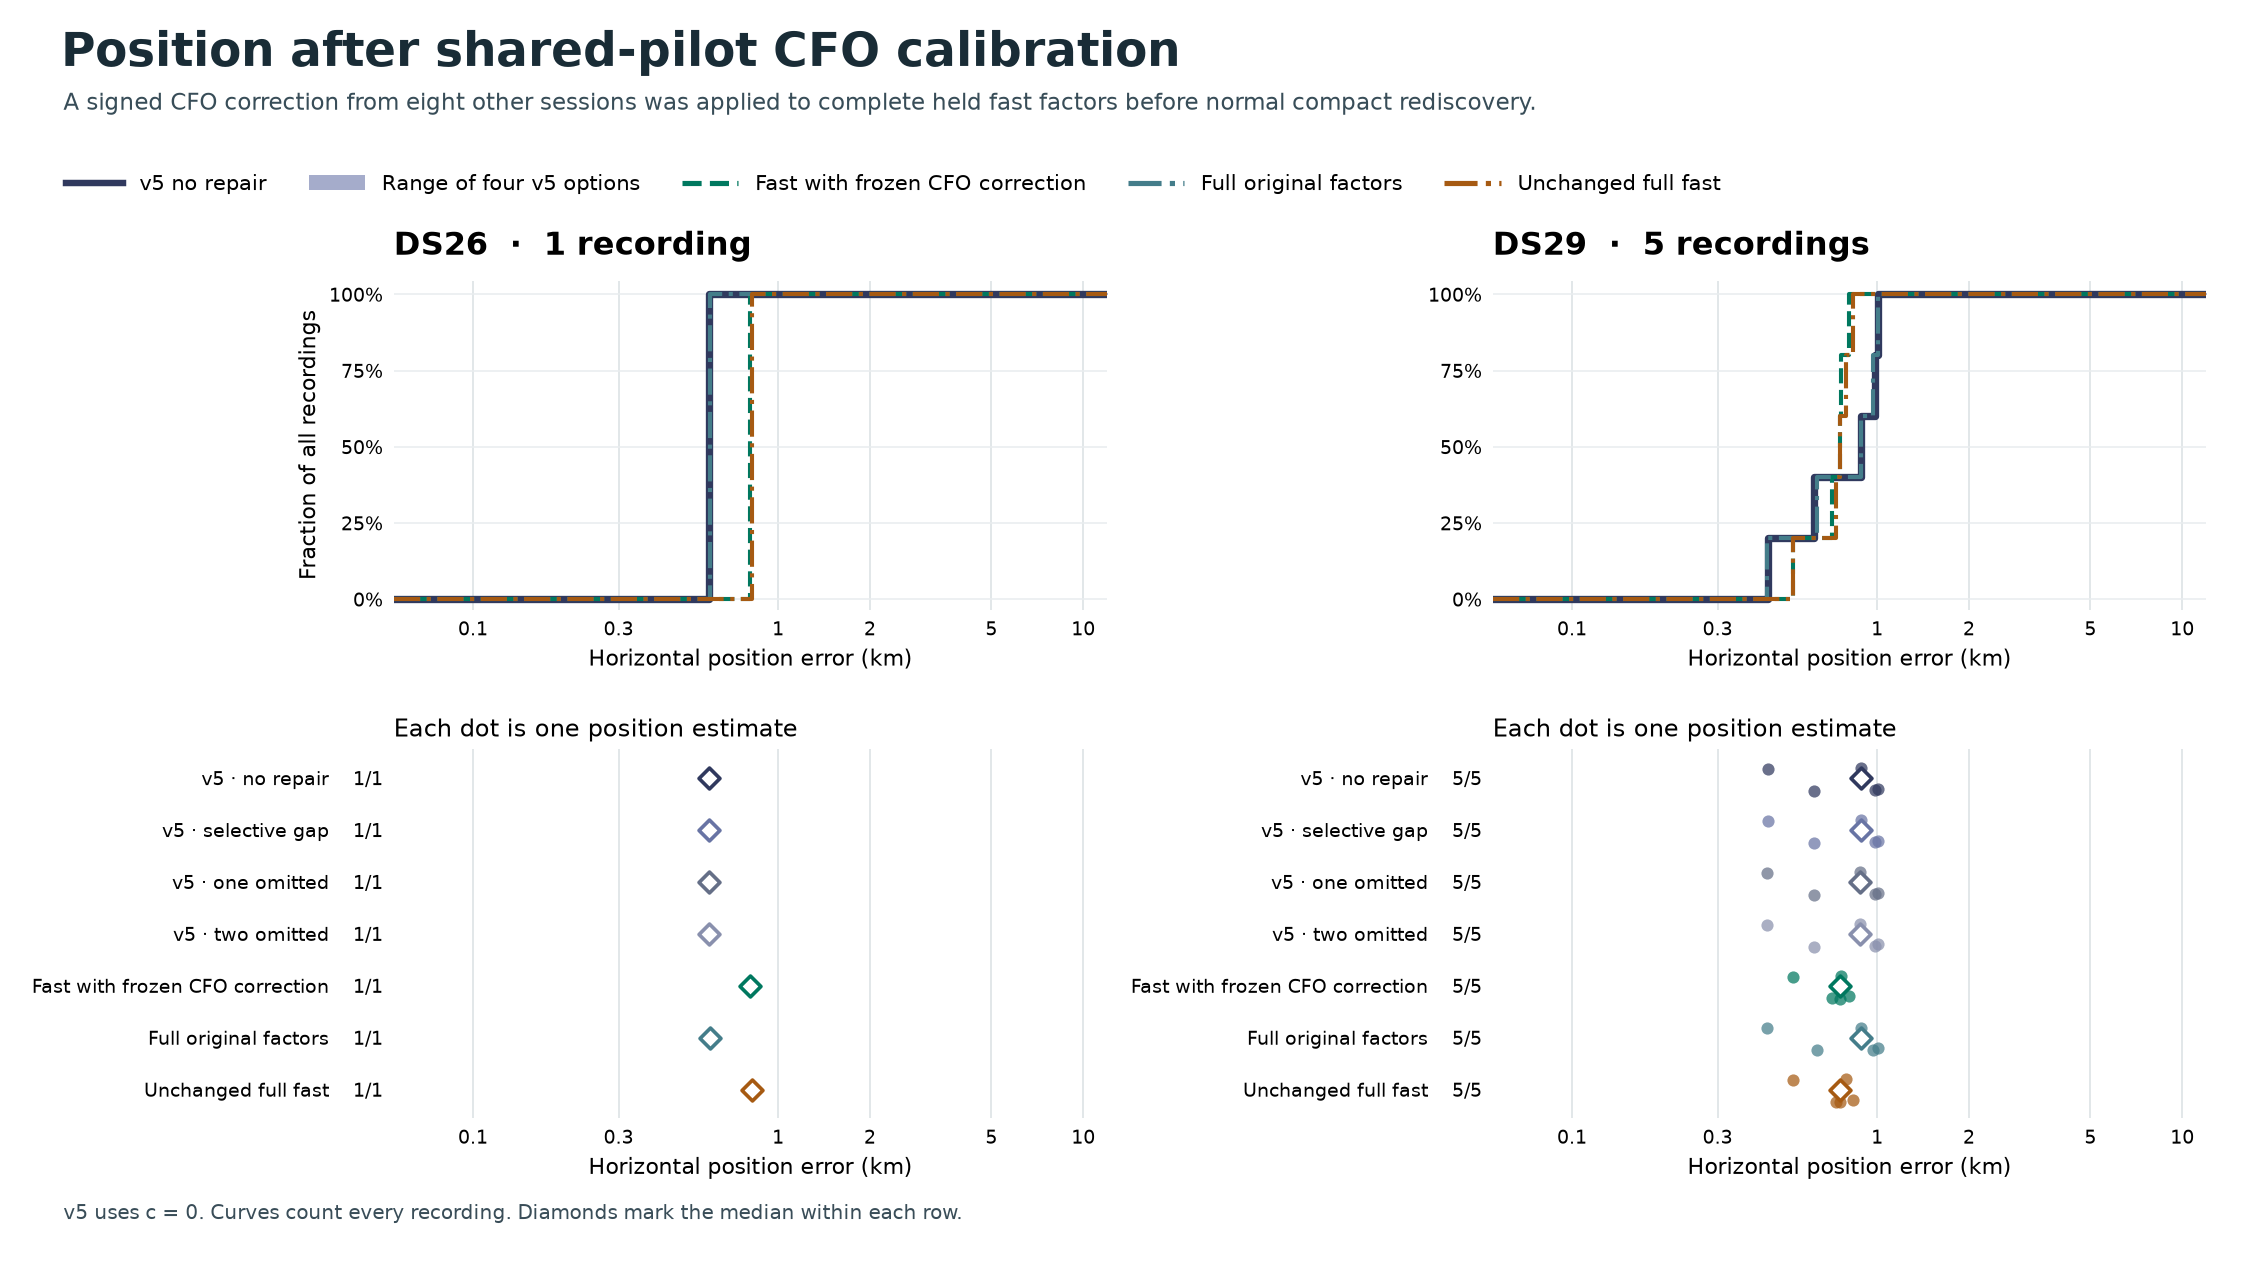 Position after shared-pilot CFO calibration
A signed CFO correction from eight other sessions was applied to complete held fast factors before normal compact rediscovery.
v5 no repair
Range of four v5 options
Fast with frozen CFO correction
Full original factors
Unchanged full fast
DS26 · 1 recording
Fraction of all recordings
100%
75%
50%
25%
0%
0.1 0.3 1 2 5 10
Horizontal position error (km)
DS29 · 5 recordings
100%
75%
50%
25%
0%
0.1 0.3 1 2 5 10
Horizontal position error (km)
Each dot is one position estimate
v5 · no repair 1/1
v5 · selective gap 1/1
v5 · one omitted 1/1
v5 · two omitted 1/1
Fast with frozen CFO correction 1/1
Full original factors 1/1
Unchanged full fast 1/1
0.1 0.3 1 2 5 10
Horizontal position error (km)
Each dot is one position estimate
v5 · no repair 5/5
v5 · selective gap 5/5
v5 · one omitted 5/5
v5 · two omitted 5/5
Fast with frozen CFO correction 5/5
Full original factors 5/5
Unchanged full fast 5/5
0.1 0.3 1 2 5 10
Horizontal position error (km)
v5 uses c = 0. Curves count every recording. Diamonds mark the median within each row.